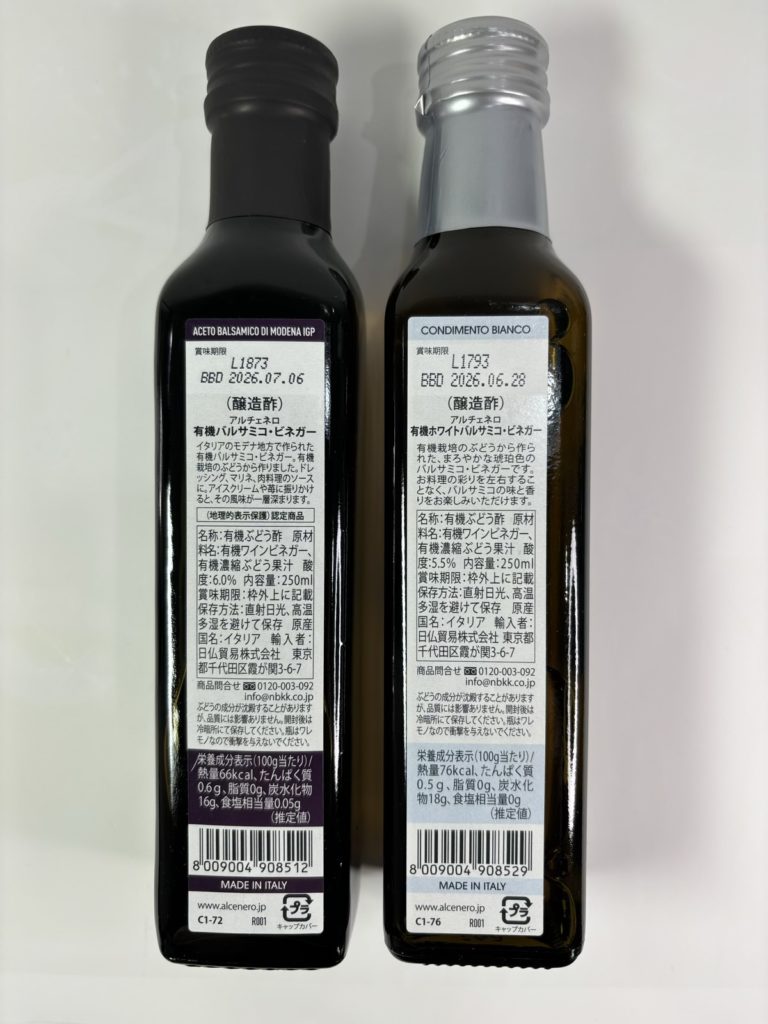 ACETO BALSAMICO DI MODENA IGP
賞味期限
L1873
BBD 2026.07.06
（醸造酢）
アルチェネロ
有機バルサミコ・ビネガー
イタリアのモデナ地方で作られた
有機バルサミコ・ビネガー。有機
栽培のぶどうから作りました。ドレ
ッシング、マリネ、肉料理のソース
に。アイスクリームや苺に振りかけ
ると、その風味が一層深まります。
〈地理的表示保護〉認定商品
名称：有機ぶどう酢 原材
料名：有機ワインビネガー、
有機濃縮ぶどう果汁 酸
度：6.0% 内容量：250ml
賞味期限：枠外上に記載
保存方法：直射日光、高温
多湿を避けて保存 原産
国名：イタリア 輸入者：
日仏貿易株式会社 東京
都千代田区霞が関3-6-7
商品問合せ 0120-003-092
info@nbkk.co.jp
ぶどうの成分が沈殿することがあります
が、品質には影響ありません。開封後は
冷暗所にて保存してください。瓶はワレ
モノなので衝撃を与えないでください。
栄養成分表示（100g当たり）/
熱量66kcal、たんぱく質
0.6g、脂質0g、炭水化物
16g、食塩相当量0.05g
（推定値）
8 009004 908512
MADE IN ITALY
www.alcenero.jp
プラ
C1-72 R001 キャップカバー
CONDIMENTO BIANCO
賞味期限
L1793
BBD 2026.06.28
（醸造酢）
アルチェネロ
有機ホワイトバルサミコ・ビネガー
有機栽培のぶどうから作ら
れた、まろやかな琥珀色の
バルサミコ・ビネガーです。
お料理の彩りを左右するこ
となく、バルサミコの味と香
りをお楽しみいただけます。
名称：有機ぶどう酢 原材
料名：有機ワインビネガー、
有機濃縮ぶどう果汁 酸
度：5.5% 内容量：250ml
賞味期限：枠外上に記載
保存方法：直射日光、高温
多湿を避けて保存 原産
国名：イタリア 輸入者：
日仏貿易株式会社 東京都
千代田区霞が関3-6-7
商品問合せ 0120-003-092
info@nbkk.co.jp
ぶどうの成分が沈殿することがあります
が、品質には影響ありません。開封後は
冷暗所にて保存してください。瓶はワレ
モノなので衝撃を与えないでください。
栄養成分表示（100g当たり）/
熱量76kcal、たんぱく質
0.5g、脂質0g、炭水化
物18g、食塩相当量0g
（推定値）
8 009004 908529
MADE IN ITALY
www.alcenero.jp
プラ
C1-76 R001 キャップカバー